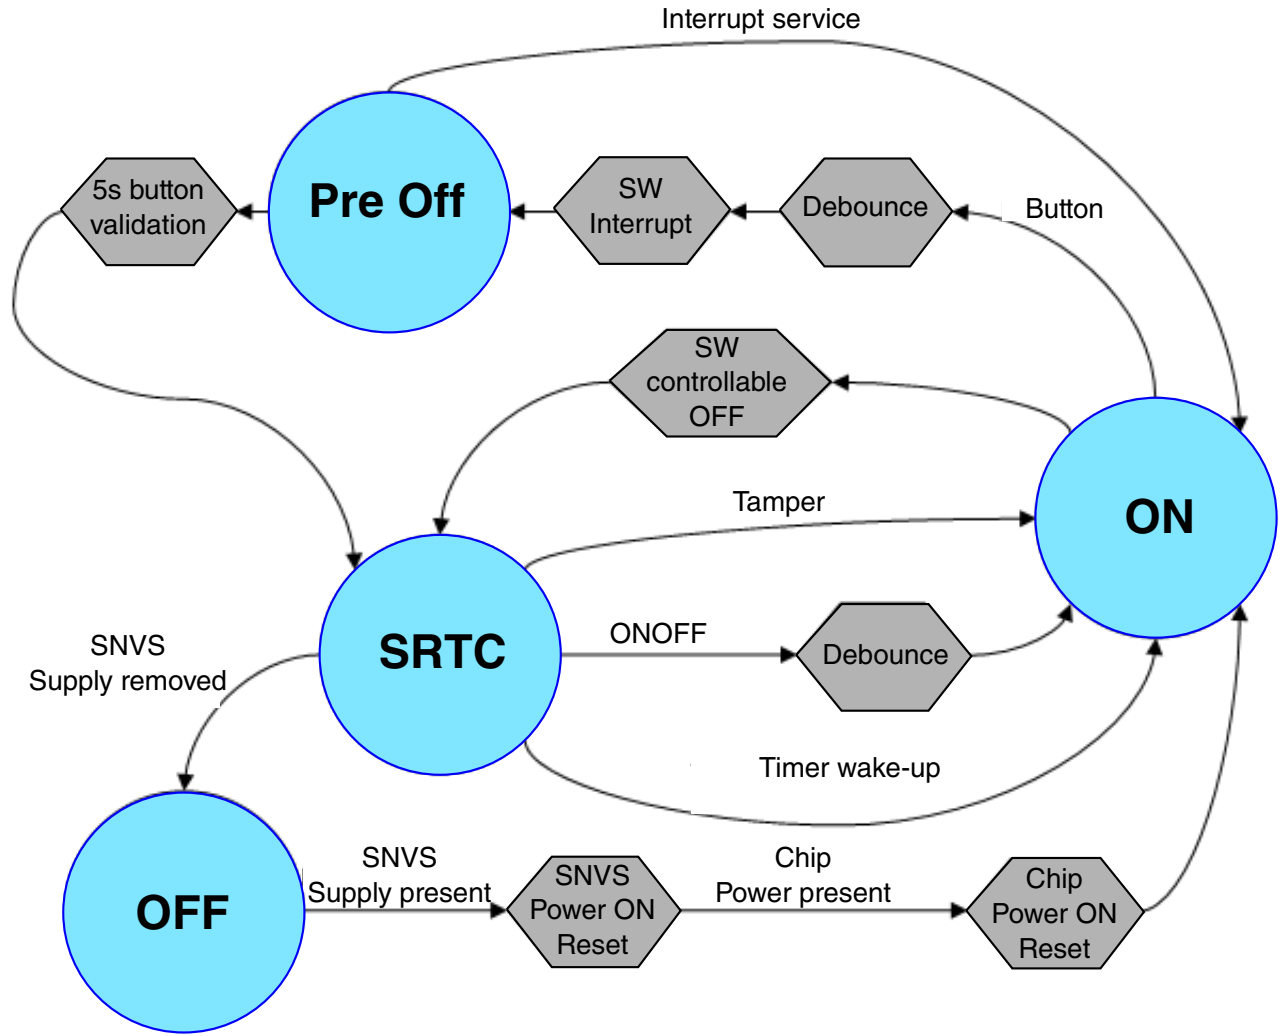 Interrupt service
5s button
validation
Pre Off
SW
Interrupt
Debounce
Button
SW
controllable
OFF
Tamper
ON
SRTC
ONOFF
Debounce
SNVS
Supply removed
Timer wake-up
OFF
SNVS
Supply present
SNVS
Power ON
Reset
Chip
Power present
Chip
Power ON
Reset